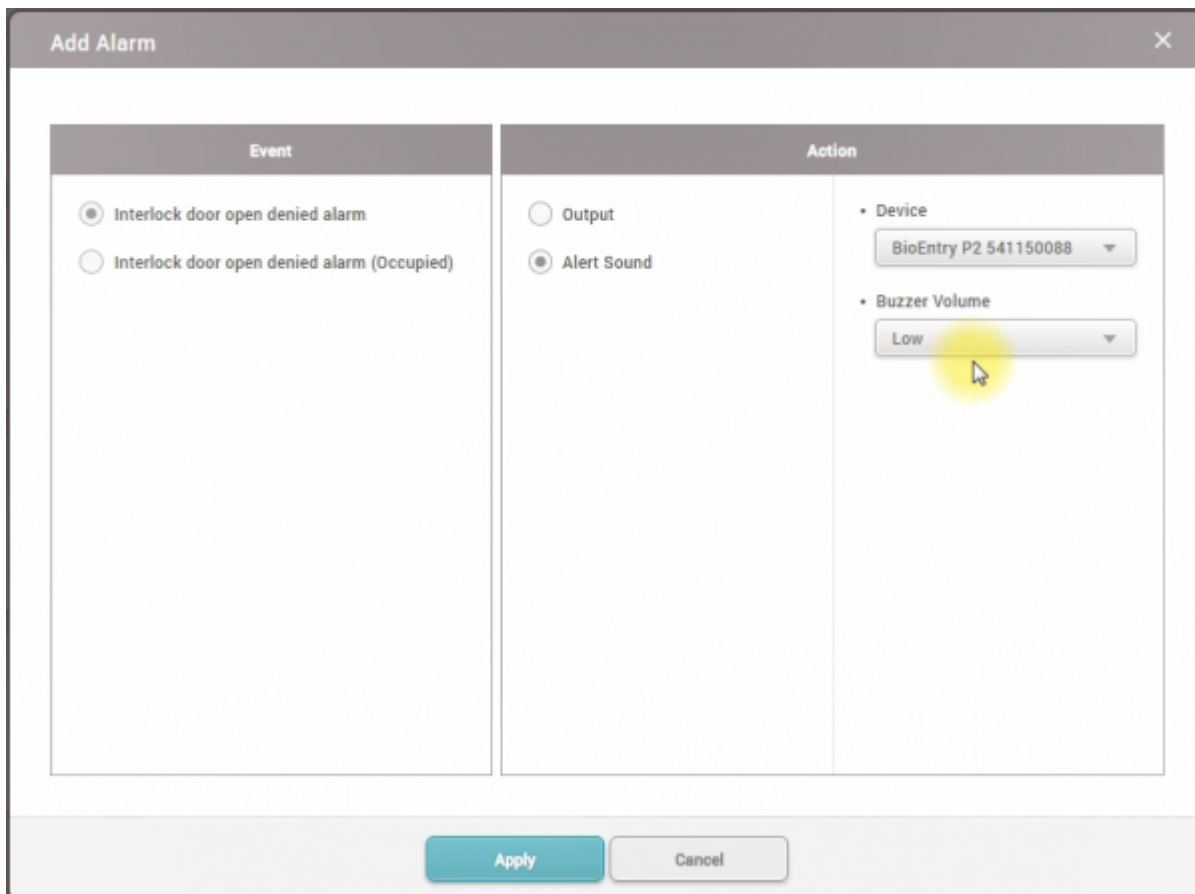 Add Alarm
Event
Action
Interlock door open denied alarm
Interlock door open denied alarm (Occupied)
Output
Alert Sound
• Device
BioEntry P2 541150088
• Buzzer Volume
Low
Apply
Cancel